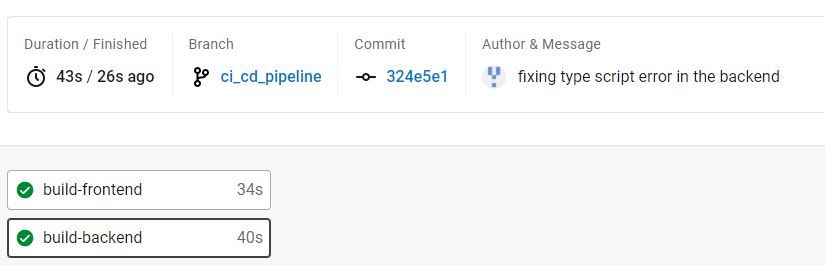 Duration / Finished Branch Commit Author & Message
43s / 26s ago ci_cd_pipeline 324e5e1 fixing type script error in the backend
build-frontend 34s
build-backend 40s